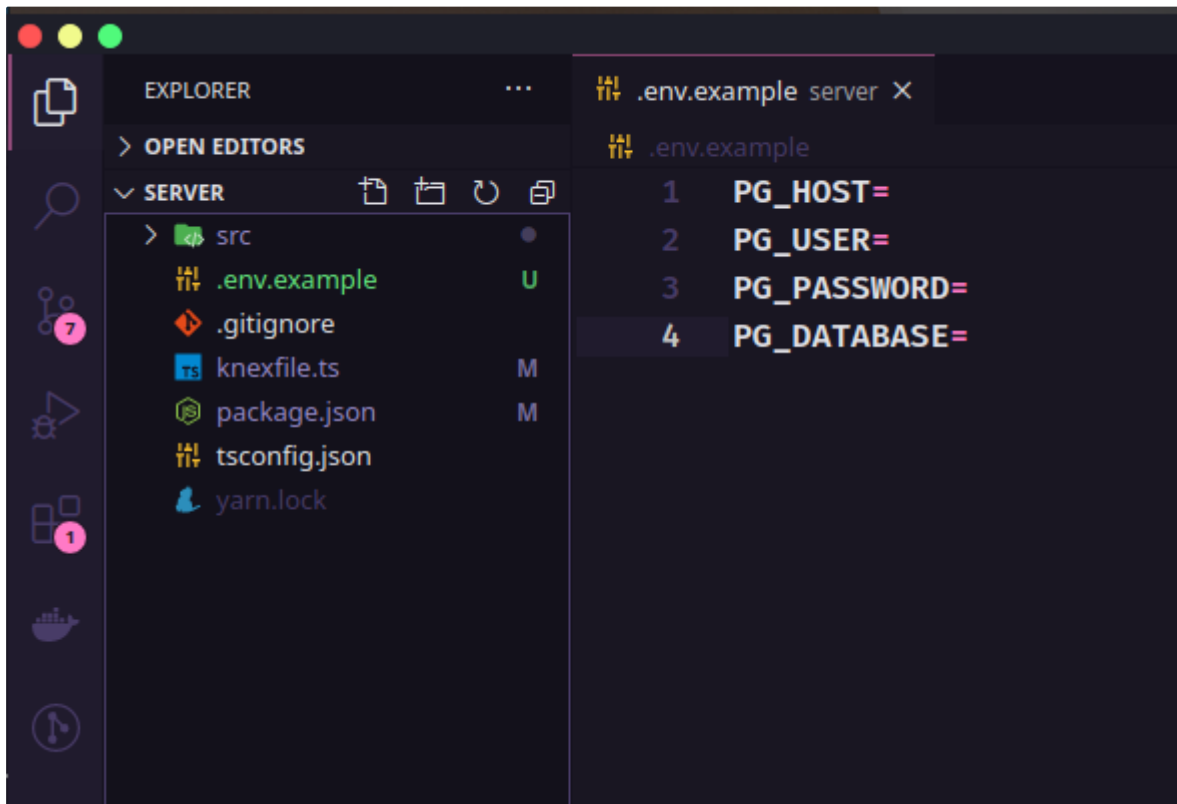 EXPLORER ...
OPEN EDITORS
SERVER
src
.env.example U
.gitignore
knexfile.ts M
package.json M
tsconfig.json
yarn.lock
7
1
.env.example server
.env.example
1 PG_HOST=
2 PG_USER=
3 PG_PASSWORD=
4 PG_DATABASE=